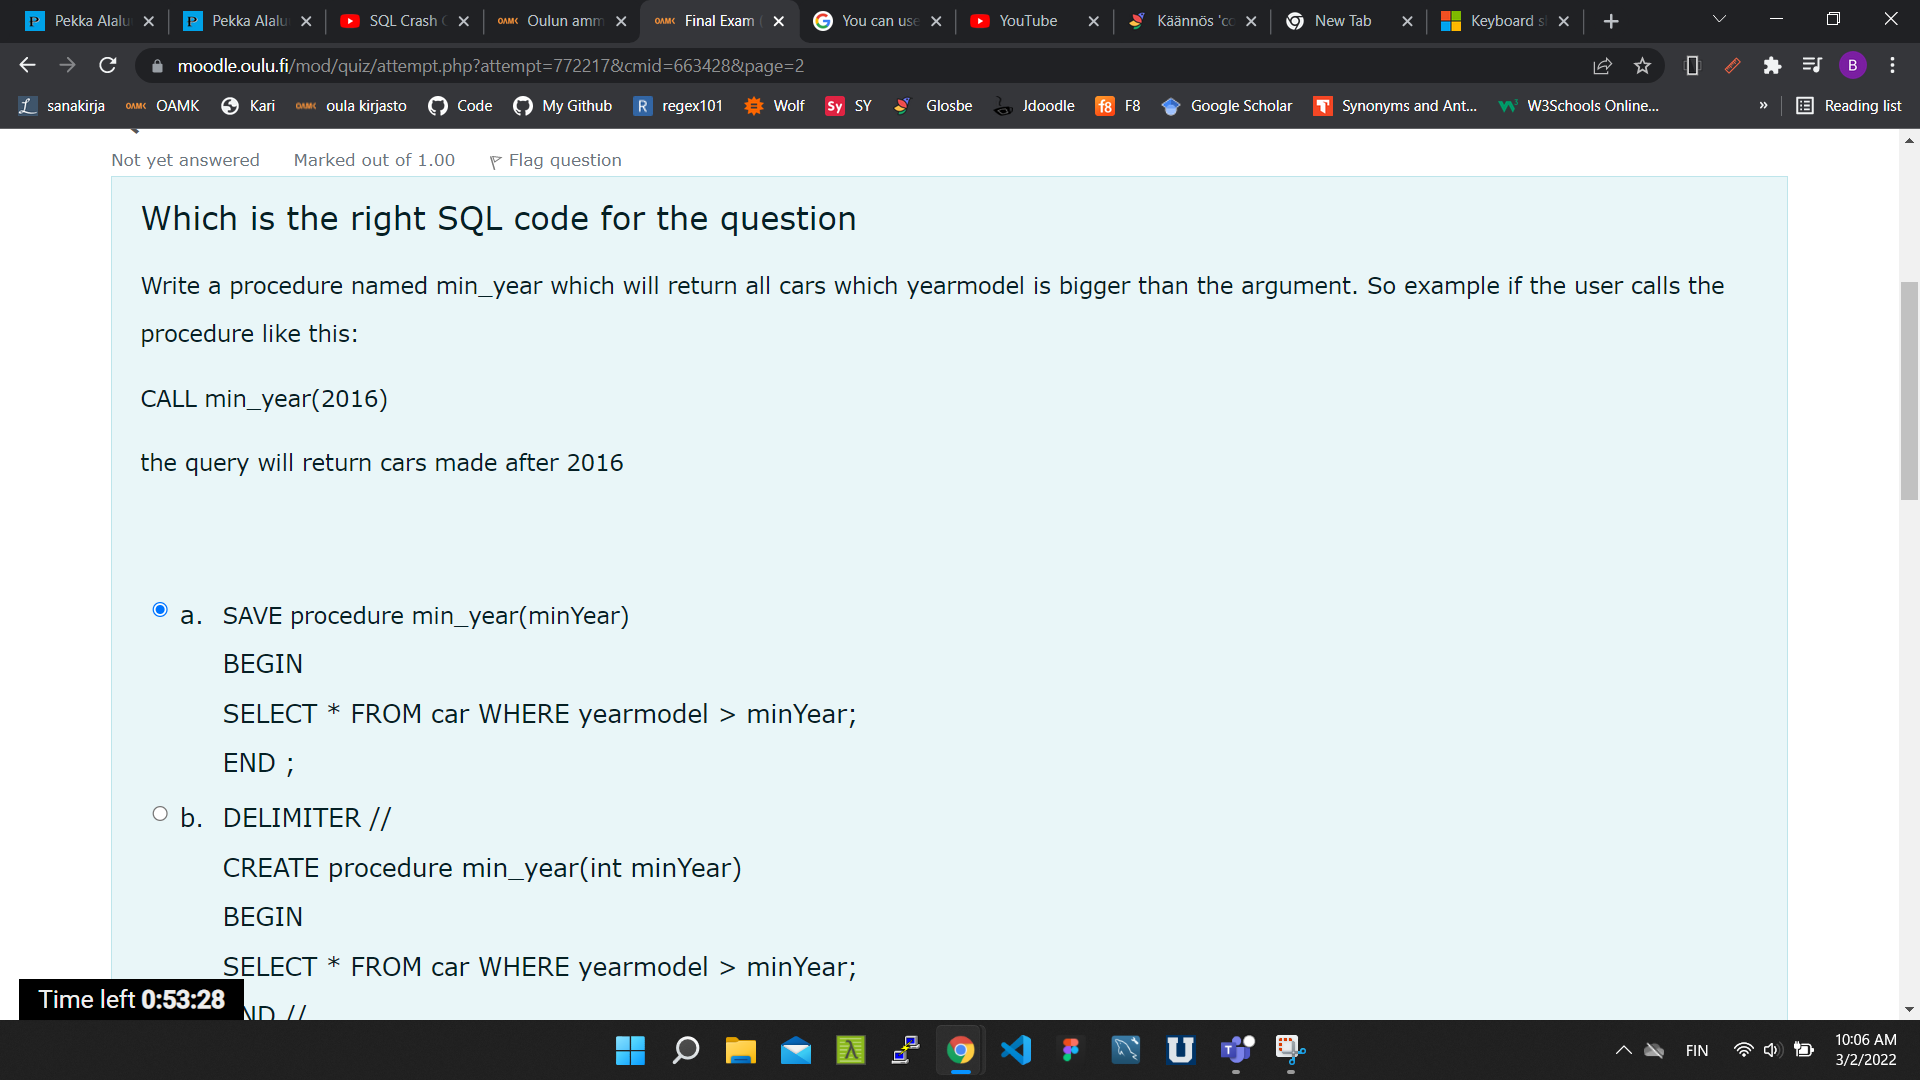 Pekka Alalu
Pekka Alalu
SQL Crash C
Oulun amm
Final Exam (
You can use
YouTube
Käännös 'co
New Tab
Keyboard s
moodle.oulu.fi/mod/quiz/attempt.php?attempt=772217&cmid=663428&page=2
B
sanakirja
OAMK OAMK
Kari
OAMK oula kirjasto
Code
My Github
R regex101
Wolf
Sy SY
Glosbe
Jdoodle
f8 F8
Google Scholar
T Synonyms and Ant...
W3Schools Online...
»
Reading list
Not yet answered Marked out of 1.00 Flag question
Which is the right SQL code for the question
Write a procedure named min_year which will return all cars which yearmodel is bigger than the argument. So example if the user calls the
procedure like this:
CALL min_year(2016)
the query will return cars made after 2016
a. SAVE procedure min_year(minYear)
BEGIN
SELECT * FROM car WHERE yearmodel > minYear;
END ;
b. DELIMITER //
CREATE procedure min_year(int minYear)
BEGIN
SELECT * FROM car WHERE yearmodel > minYear;
ND //
Time left 0:53:28
FIN
10:06 AM
3/2/2022